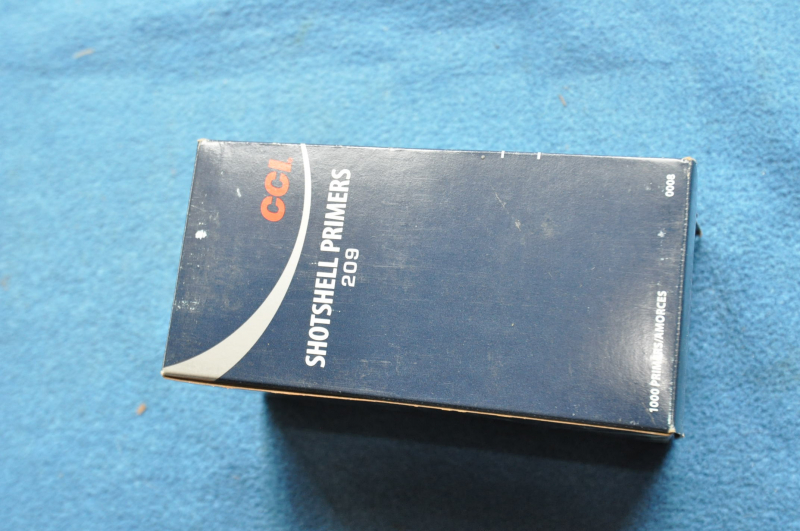 CCI.
SHOTSHELL PRIMERS
209
1000 PRIMERS/AMORCES
0008